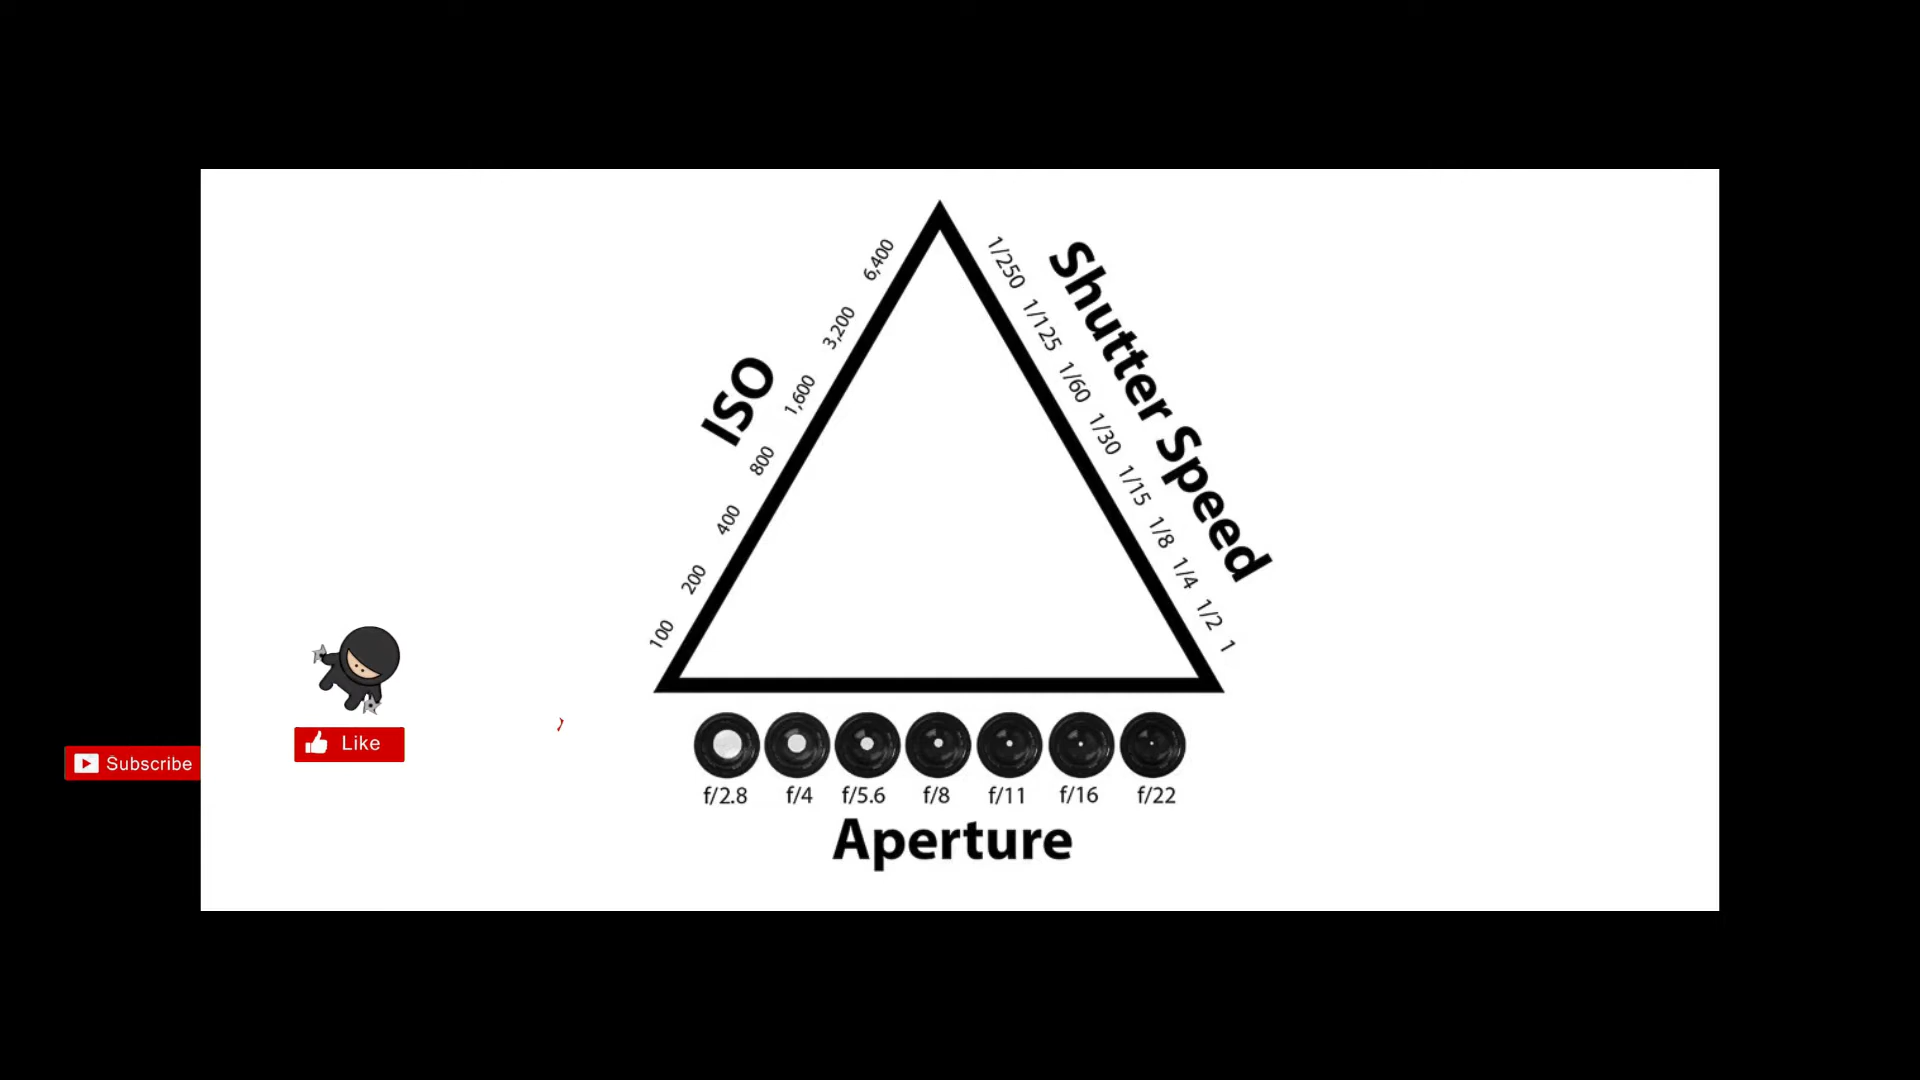 ISO
6,400
3,200
1,600
800
400
200
100
Shutter Speed
1/250
1/125
1/60
1/30
1/15
1/8
1/4
1/2
1
Like
Subscribe
f/2.8 f/4 f/5.6 f/8 f/11 f/16 f/22
Aperture